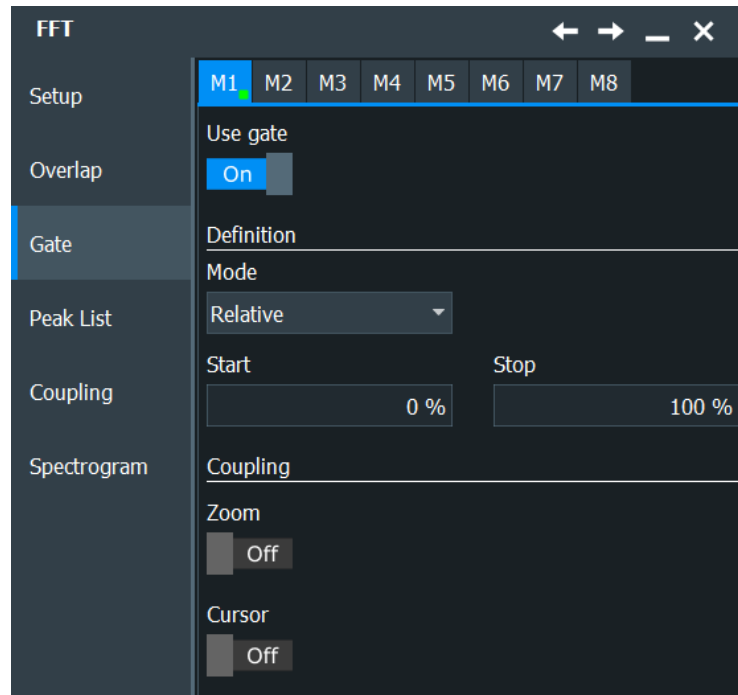 FFT
Setup
Overlap
Gate
Peak List
Coupling
Spectrogram
M1 M2 M3 M4 M5 M6 M7 M8
Use gate
On
Definition
Mode
Relative
Start Stop
0 % 100 %
Coupling
Zoom
Off
Cursor
Off